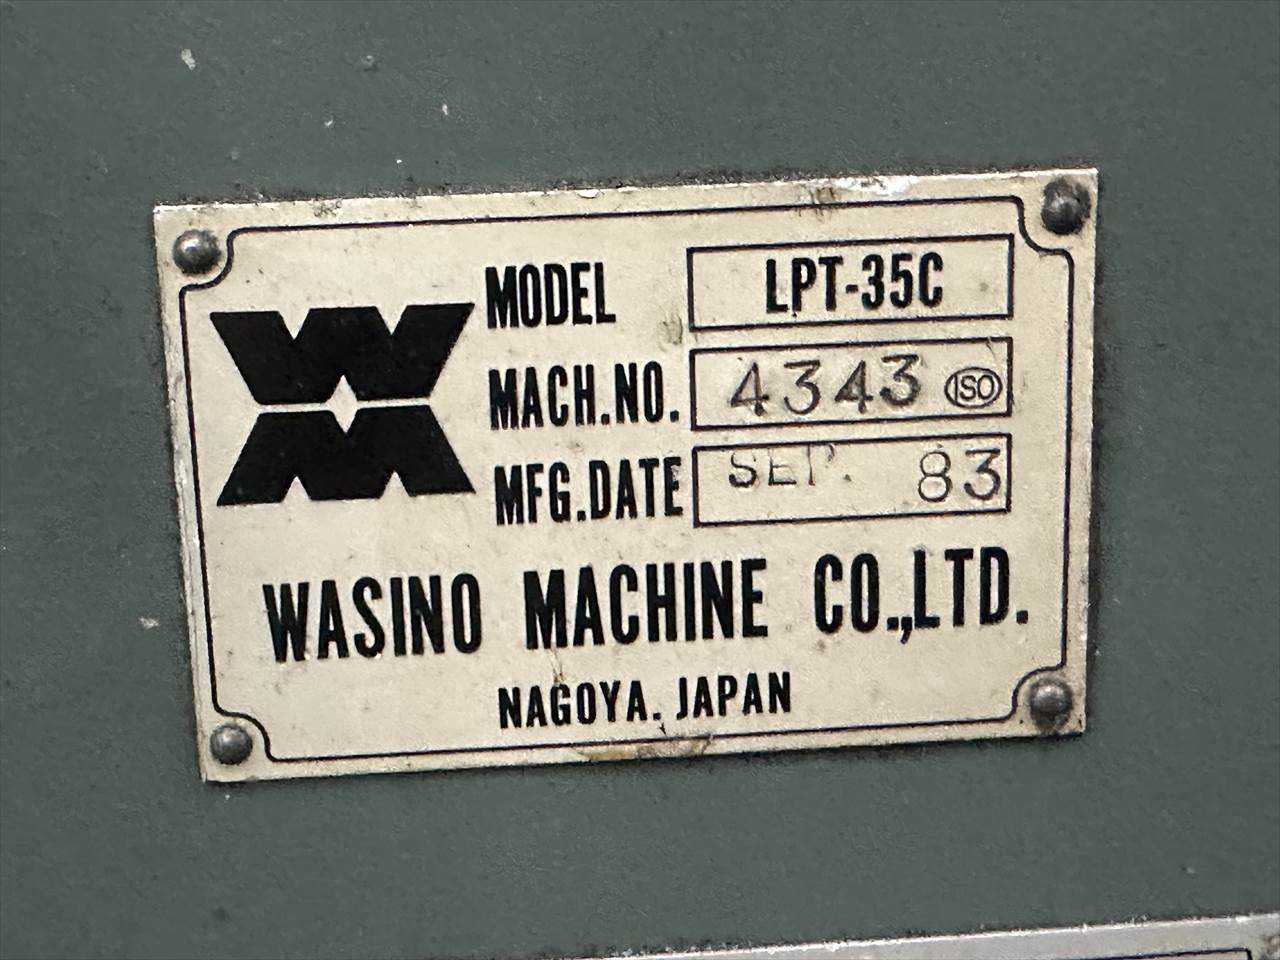 MODEL LPT-35C
MACH.NO. 4343 ISO
MFG.DATE SEP. 83
WASINO MACHINE CO.,LTD.
NAGOYA. JAPAN